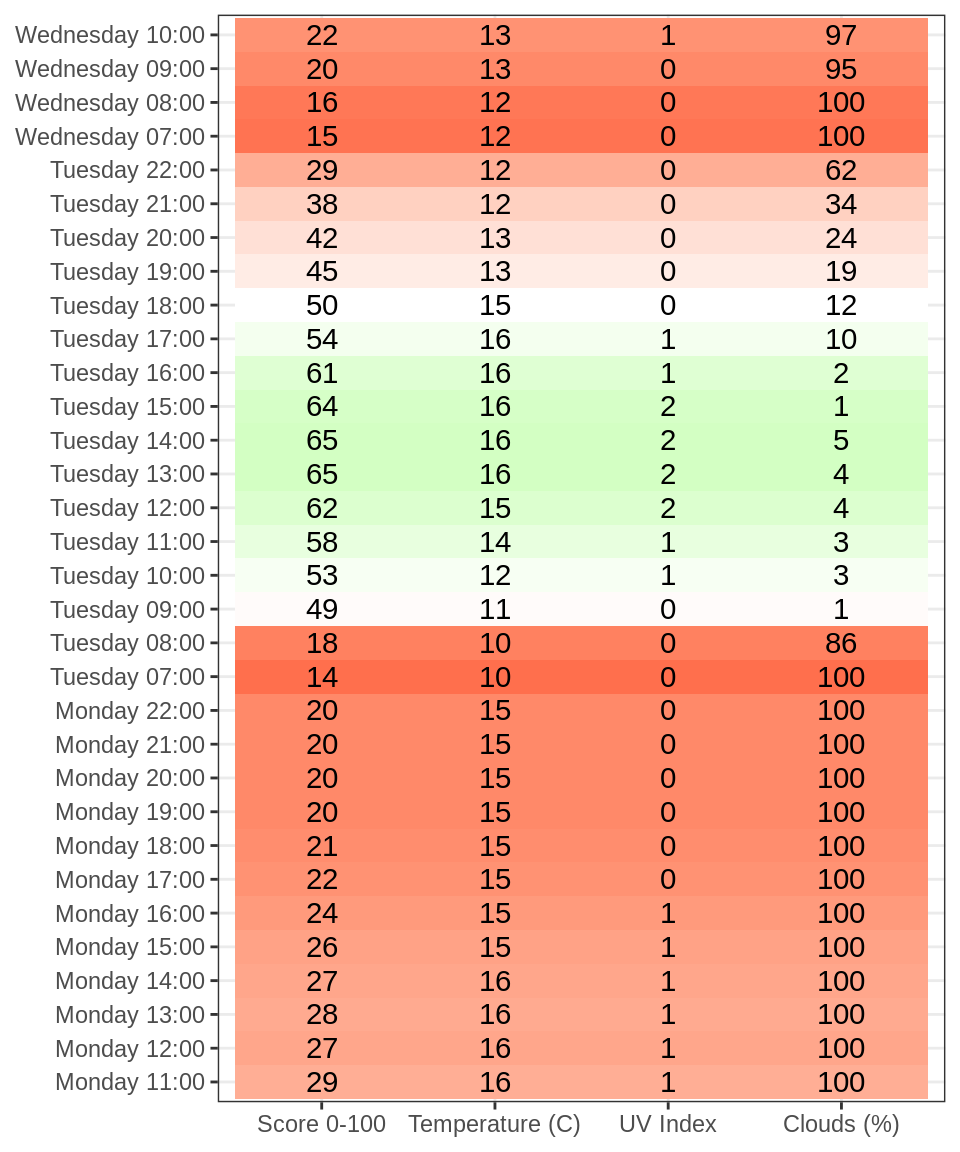 Wednesday 10:00 22 13 1 97
Wednesday 09:00 20 13 0 95
Wednesday 08:00 16 12 0 100
Wednesday 07:00 15 12 0 100
Tuesday 22:00 29 12 0 62
Tuesday 21:00 38 12 0 34
Tuesday 20:00 42 13 0 24
Tuesday 19:00 45 13 0 19
Tuesday 18:00 50 15 0 12
Tuesday 17:00 54 16 1 10
Tuesday 16:00 61 16 1 2
Tuesday 15:00 64 16 2 1
Tuesday 14:00 65 16 2 5
Tuesday 13:00 65 16 2 4
Tuesday 12:00 62 15 2 4
Tuesday 11:00 58 14 1 3
Tuesday 10:00 53 12 1 3
Tuesday 09:00 49 11 0 1
Tuesday 08:00 18 10 0 86
Tuesday 07:00 14 10 0 100
Monday 22:00 20 15 0 100
Monday 21:00 20 15 0 100
Monday 20:00 20 15 0 100
Monday 19:00 20 15 0 100
Monday 18:00 21 15 0 100
Monday 17:00 22 15 0 100
Monday 16:00 24 15 1 100
Monday 15:00 26 15 1 100
Monday 14:00 27 16 1 100
Monday 13:00 28 16 1 100
Monday 12:00 27 16 1 100
Monday 11:00 29 16 1 100
Score 0-100 Temperature (C) UV Index Clouds (%)